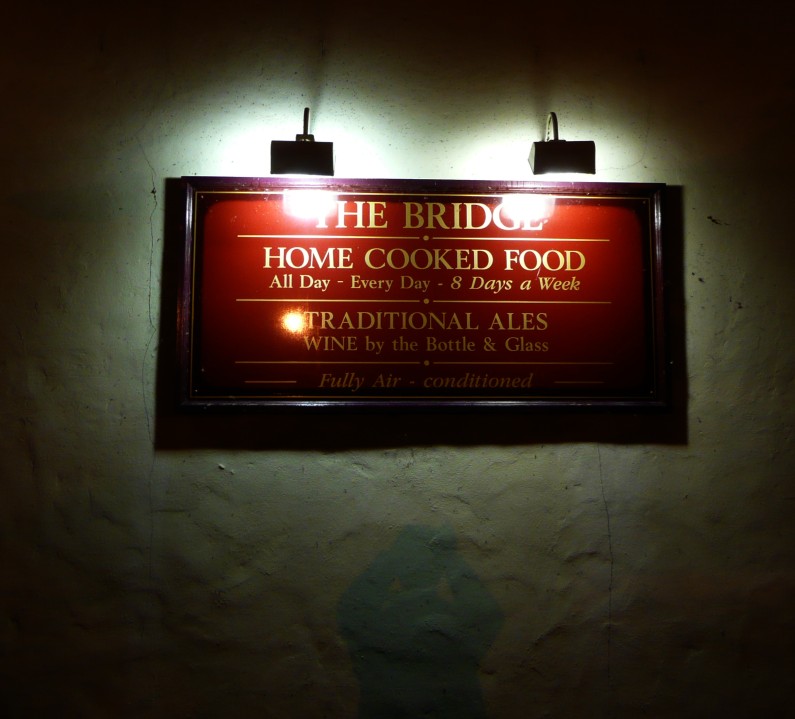 THE BRIDGE
HOME COOKED FOOD
All Day - Every Day - 8 Days a Week
TRADITIONAL ALES
WINE by the Bottle & Glass
Fully Air - conditioned